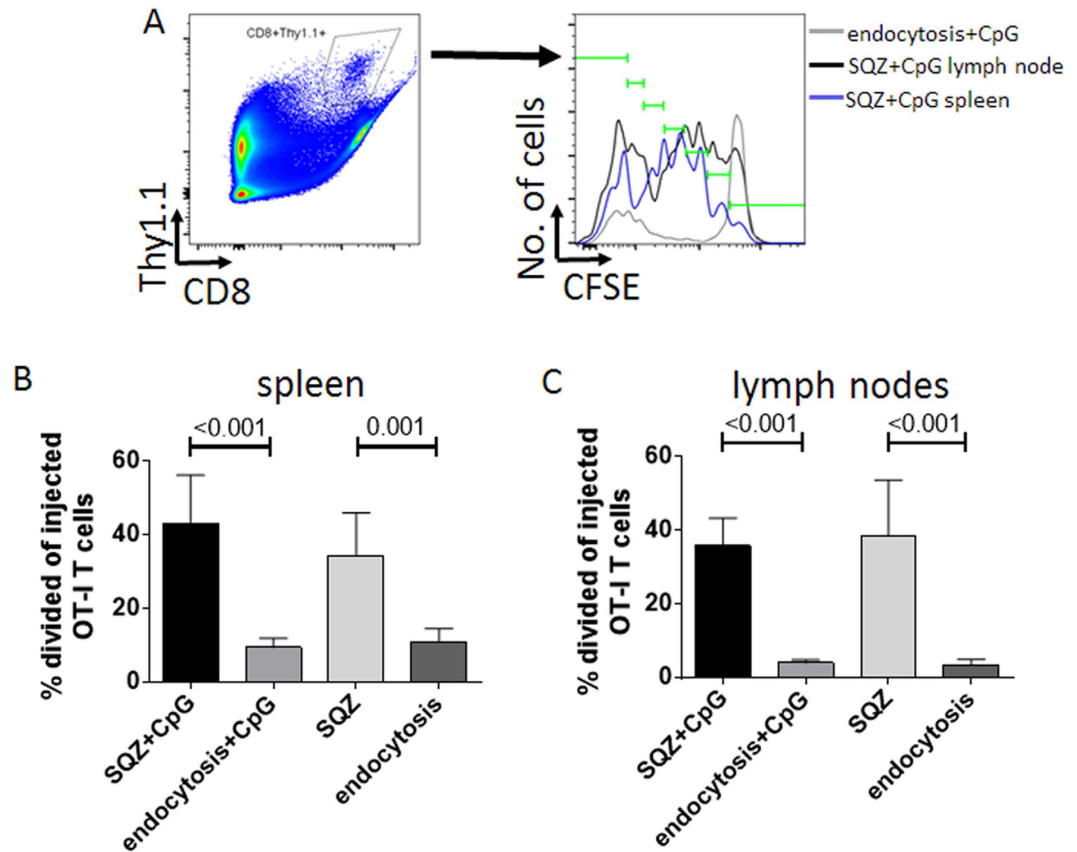 A
CD8+Thy1.1+
Thy1.1
CD8
No. of cells
CFSE
endocytosis+CpG
SQZ+CpG lymph node
SQZ+CpG spleen
B
spleen
<0.001
0.001
% divided of injected
OT-I T cells
60
40
20
0
SQZ+CpG
endocytosis+CpG
SQZ
endocytosis
C
lymph nodes
<0.001
<0.001
% divided of injected
OT-I T cells
60
40
20
0
SQZ+CpG
endocytosis+CpG
SQZ
endocytosis